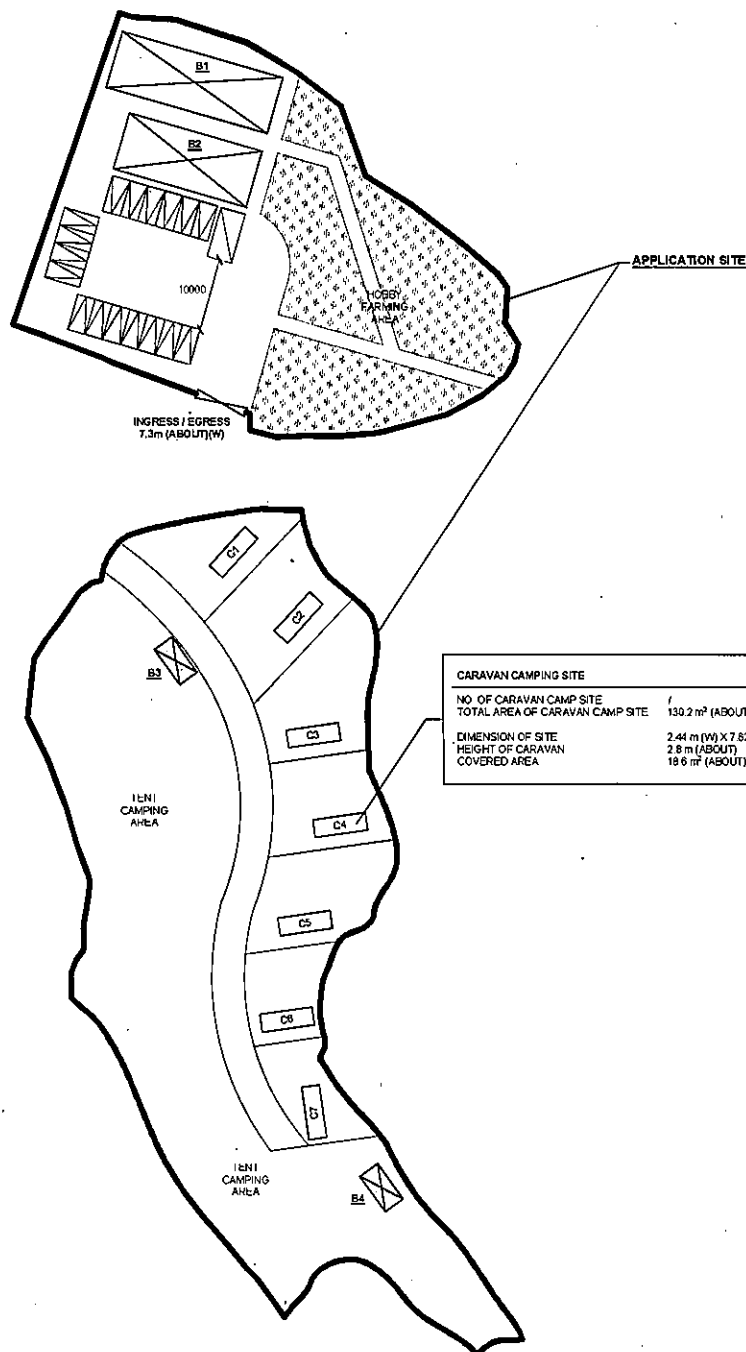 B1
B2
APPLICATION SITE
10000
HOBBY
FARMING
AREA
INGRESS / EGRESS
7.3m (ABOUT)(W)
C1
C2
B3
C3
CARAVAN CAMPING SITE
NO OF CARAVAN CAMP SITE
TOTAL AREA OF CARAVAN CAMP SITE 130.2 m² (ABOUT
DIMENSION OF SITE 2.44 m (W) X
HEIGHT OF CARAVAN 2.8 m (ABOUT)
COVERED AREA 18 6 m² (ABOUT)
TENT
CAMPING
AREA
C4
C5
C6
C7
TENT
CAMPING
AREA
B4